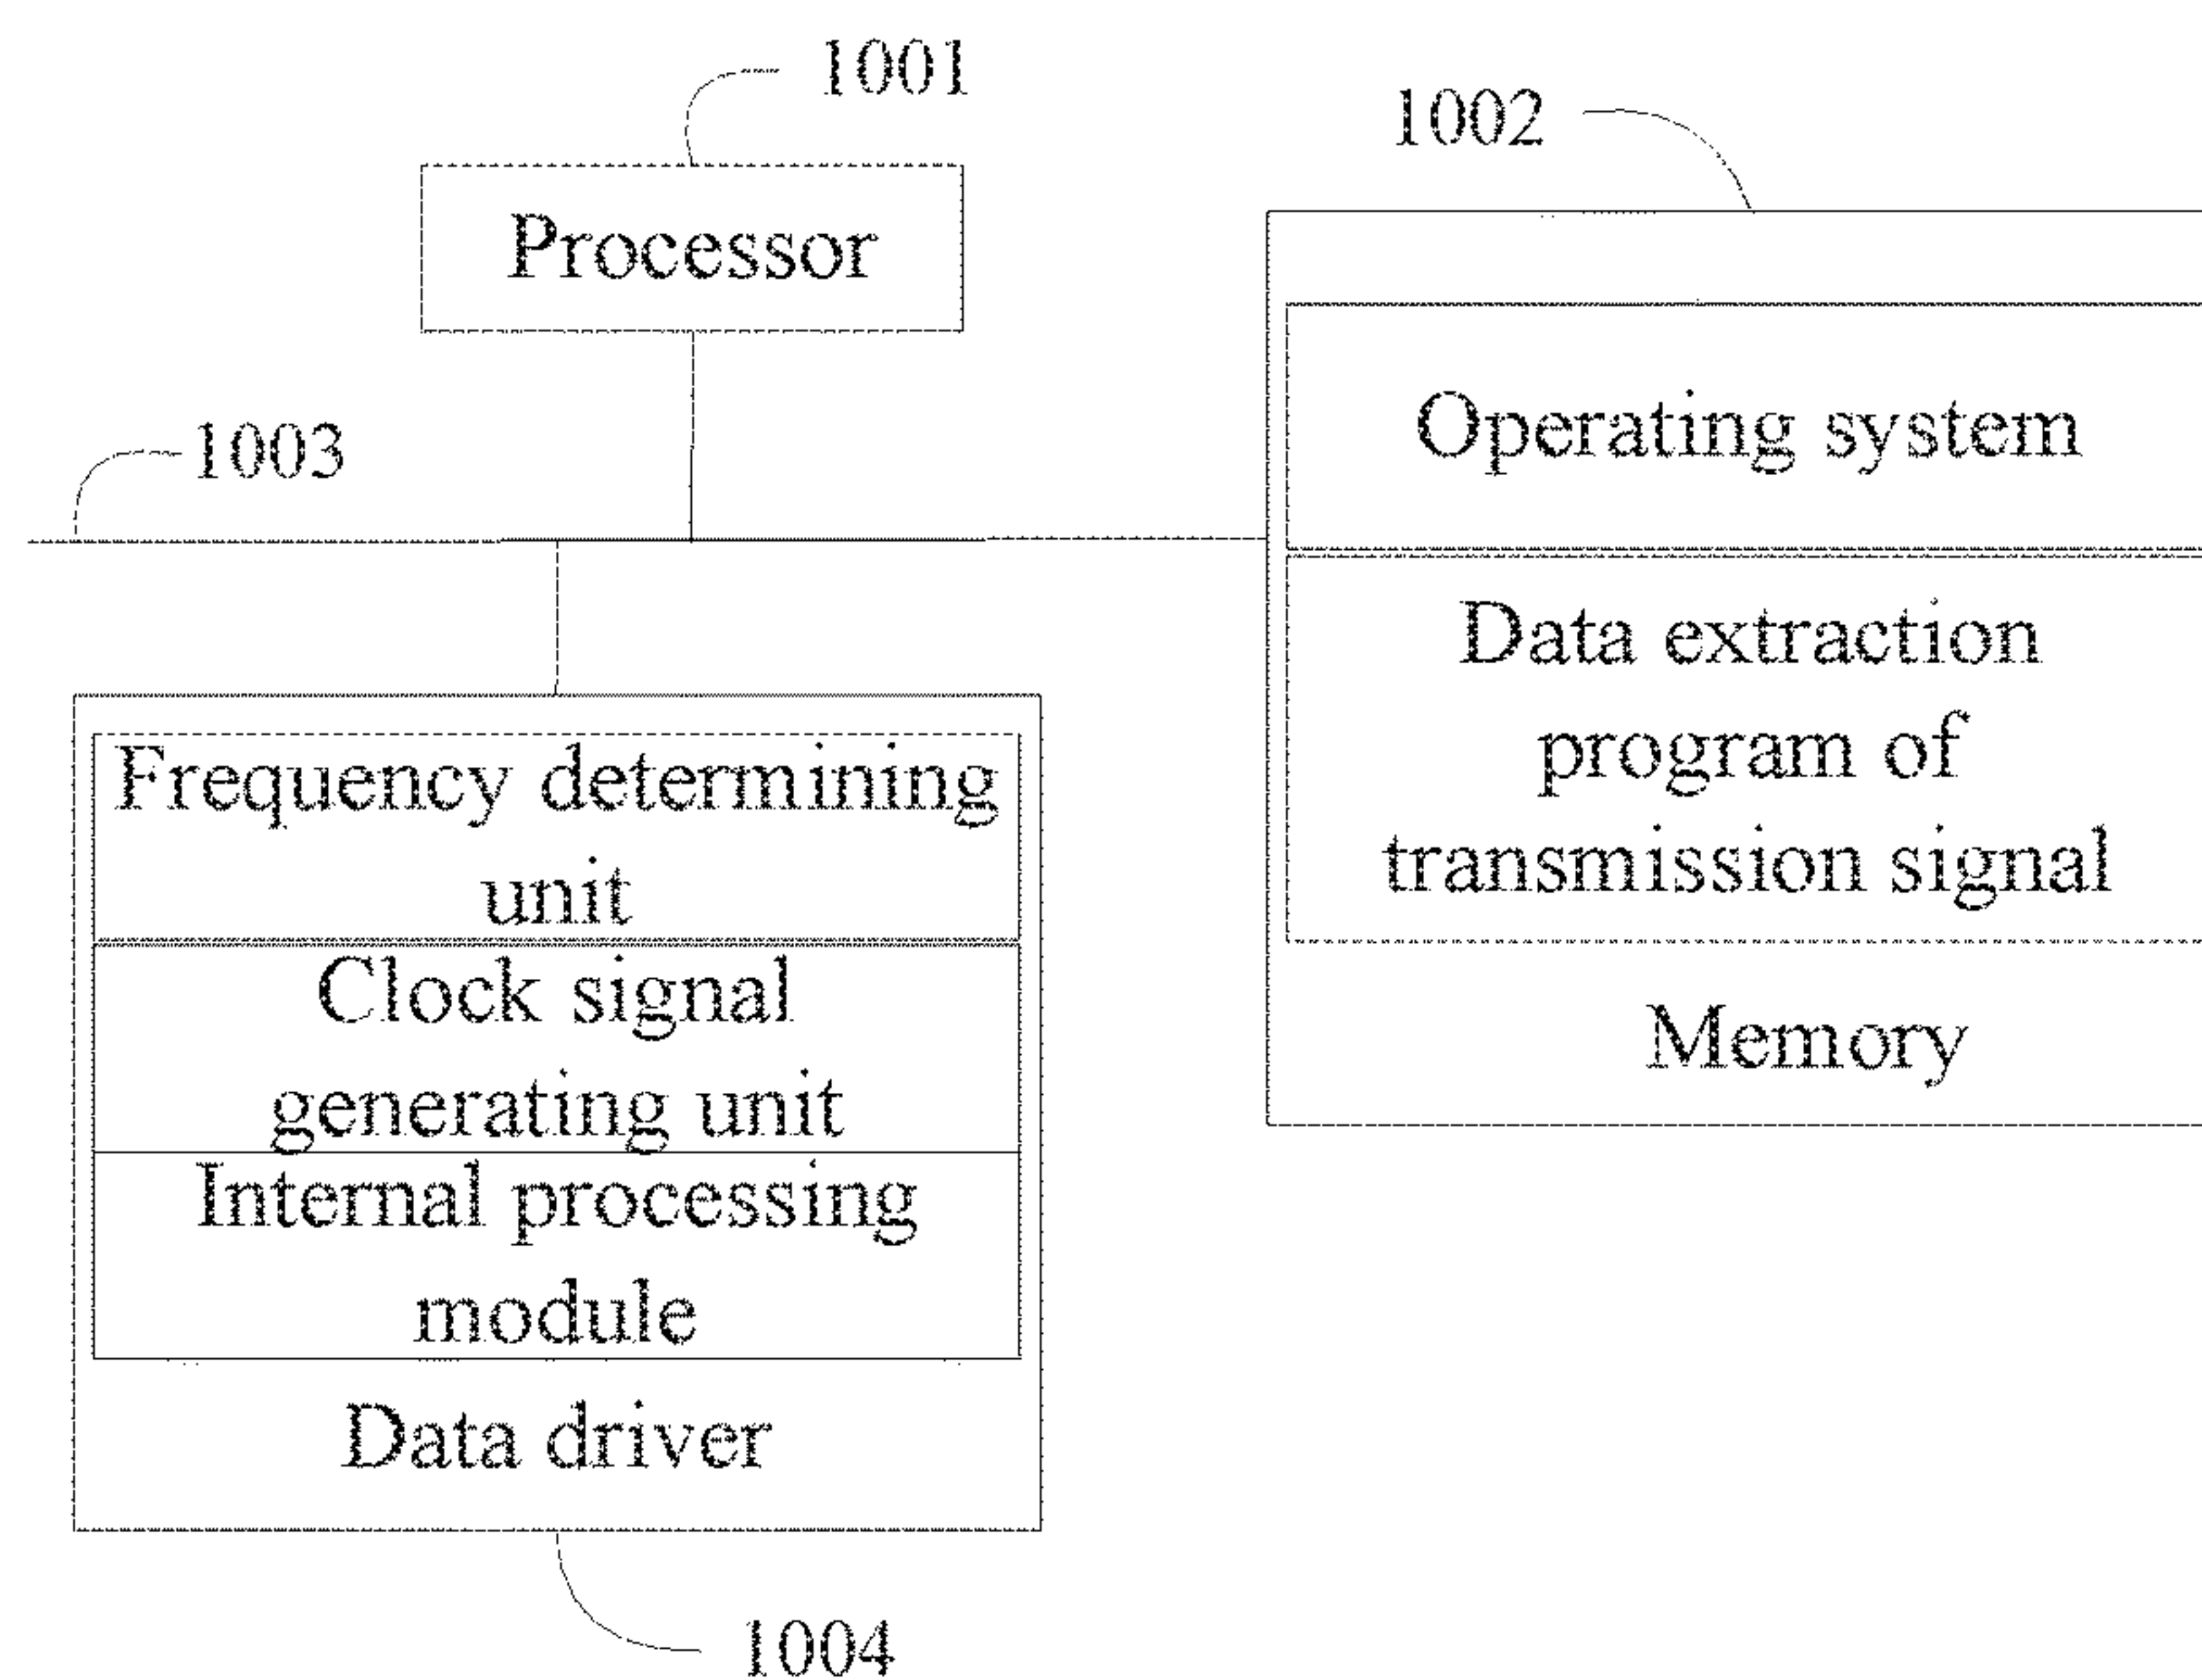 1001
Processor
1002
1003
Operating system
Data extraction
program of
transmission signal
Memory
Frequency determining
unit
Clock signal
generating unit
Internal processing
module
Data driver
1004